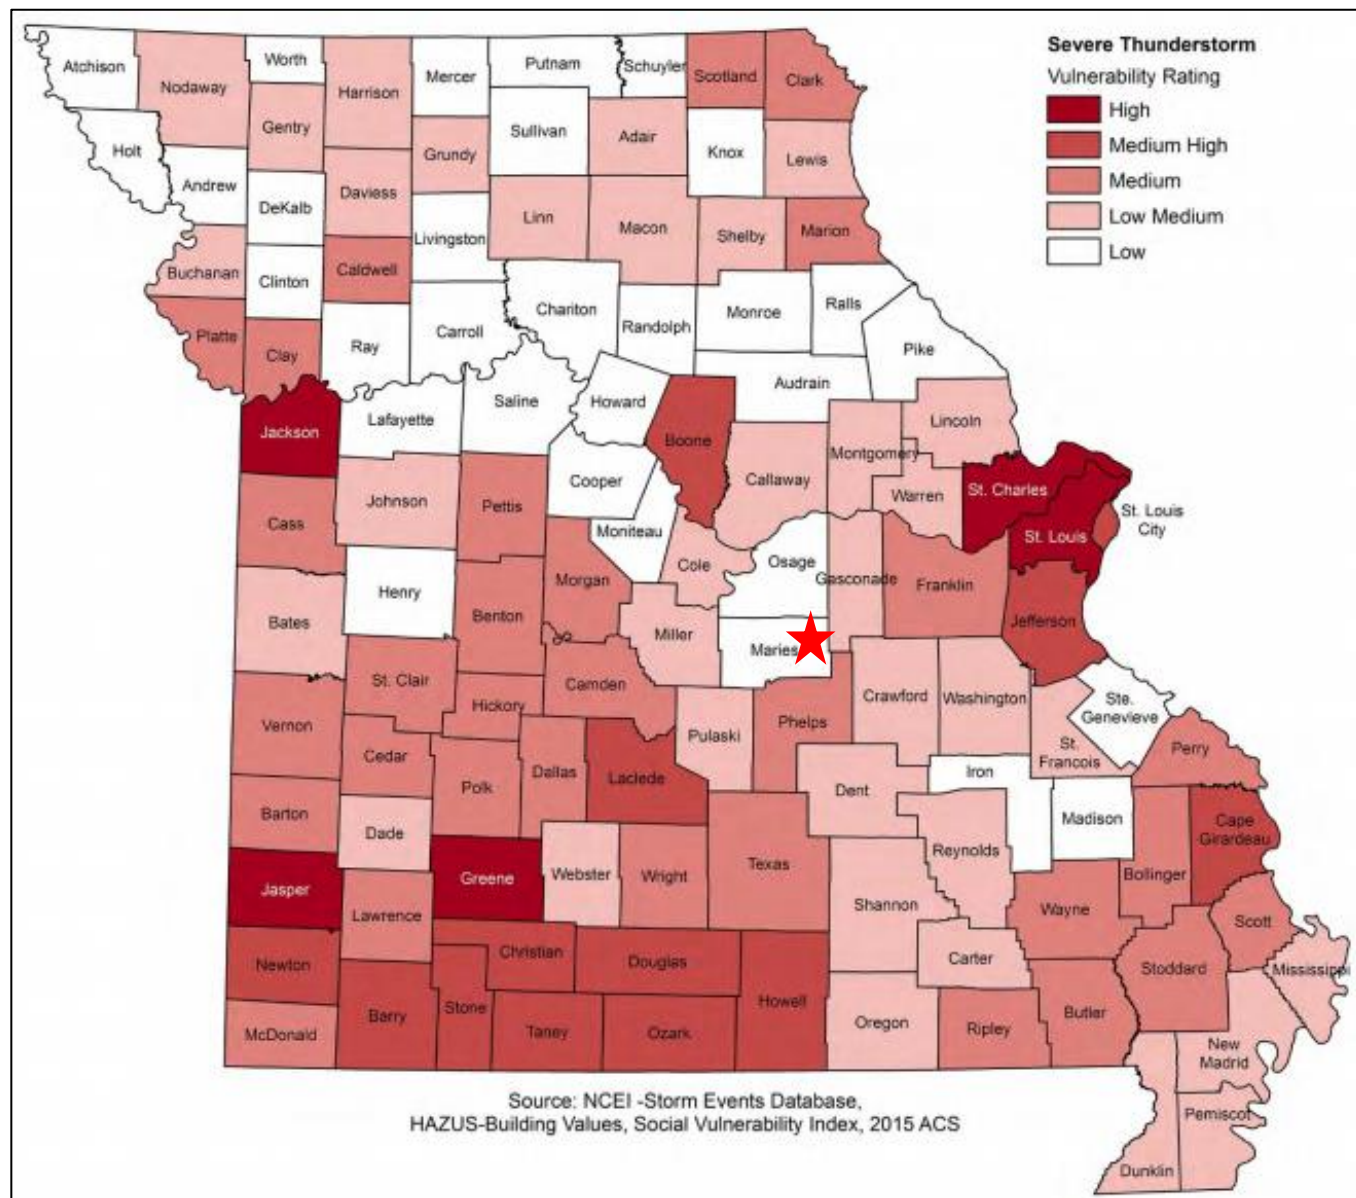 Severe Thunderstorm
Vulnerability Rating
High
Medium High
Medium
Low Medium
Low
Atchison
Nodaway
Worth
Harrison
Mercer
Putnam
Schuyler
Scotland
Clark
Holt
Gentry
Sullivan
Adair
Knox
Lewis
Andrew
DeKalb
Daviess
Grundy
Livingston
Linn
Macon
Shelby
Marion
Buchanan
Clinton
Caldwell
Chariton
Randolph
Monroe
Ralls
Pike
Platte
Clay
Ray
Carroll
Audrain
Jackson
Lafayette
Saline
Howard
Boone
Lincoln
Montgomery
Callaway
Warren
St. Charles
St. Louis
City
St. Louis
Cass
Johnson
Pettis
Cooper
Moniteau
Cole
Osage
Gasconade
Franklin
Jefferson
Bates
Henry
Benton
Morgan
Miller
Maries
St. Clair
Hickory
Camden
Pulaski
Phelps
Crawford
Washington
Ste.
Genevieve
St.
Francois
Perry
Vernon
Cedar
Polk
Dallas
Laclede
Dent
Iron
Madison
Barton
Dade
Greene
Webster
Wright
Texas
Reynolds
Bollinger
Cape
Girardeau
Jasper
Lawrence
Shannon
Wayne
Scott
Newton
Christian
Douglas
Howell
Carter
Stoddard
Mississippi
McDonald
Barry
Stone
Taney
Ozark
Oregon
Ripley
Butler
New
Madrid
Pemiscot
Dunklin
Source: NCEI -Storm Events Database,
HAZUS-Building Values, Social Vulnerability Index, 2015 ACS